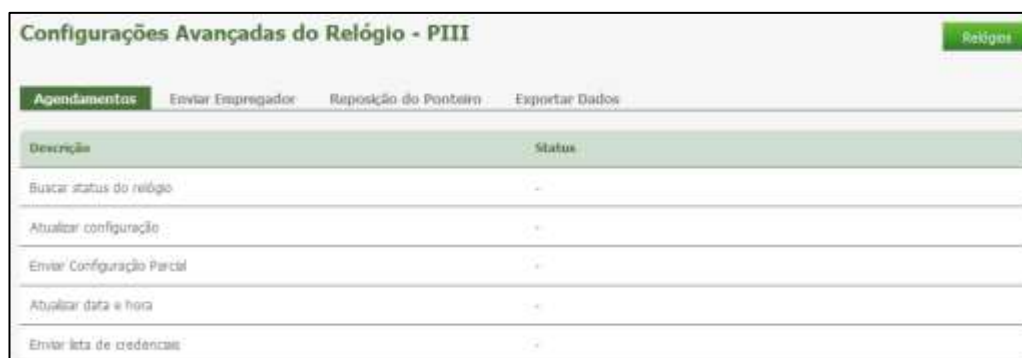 Configurações Avançadas do Relógio - PIII
Relógios
Agendamentos Enviar Empregador Reposição do Ponteiro Exportar Dados
Descrição Status
Buscar status do relógio -
Atualizar configuração -
Enviar Configuração Parcial -
Atualizar data e hora -
Enviar lista de credenciais -